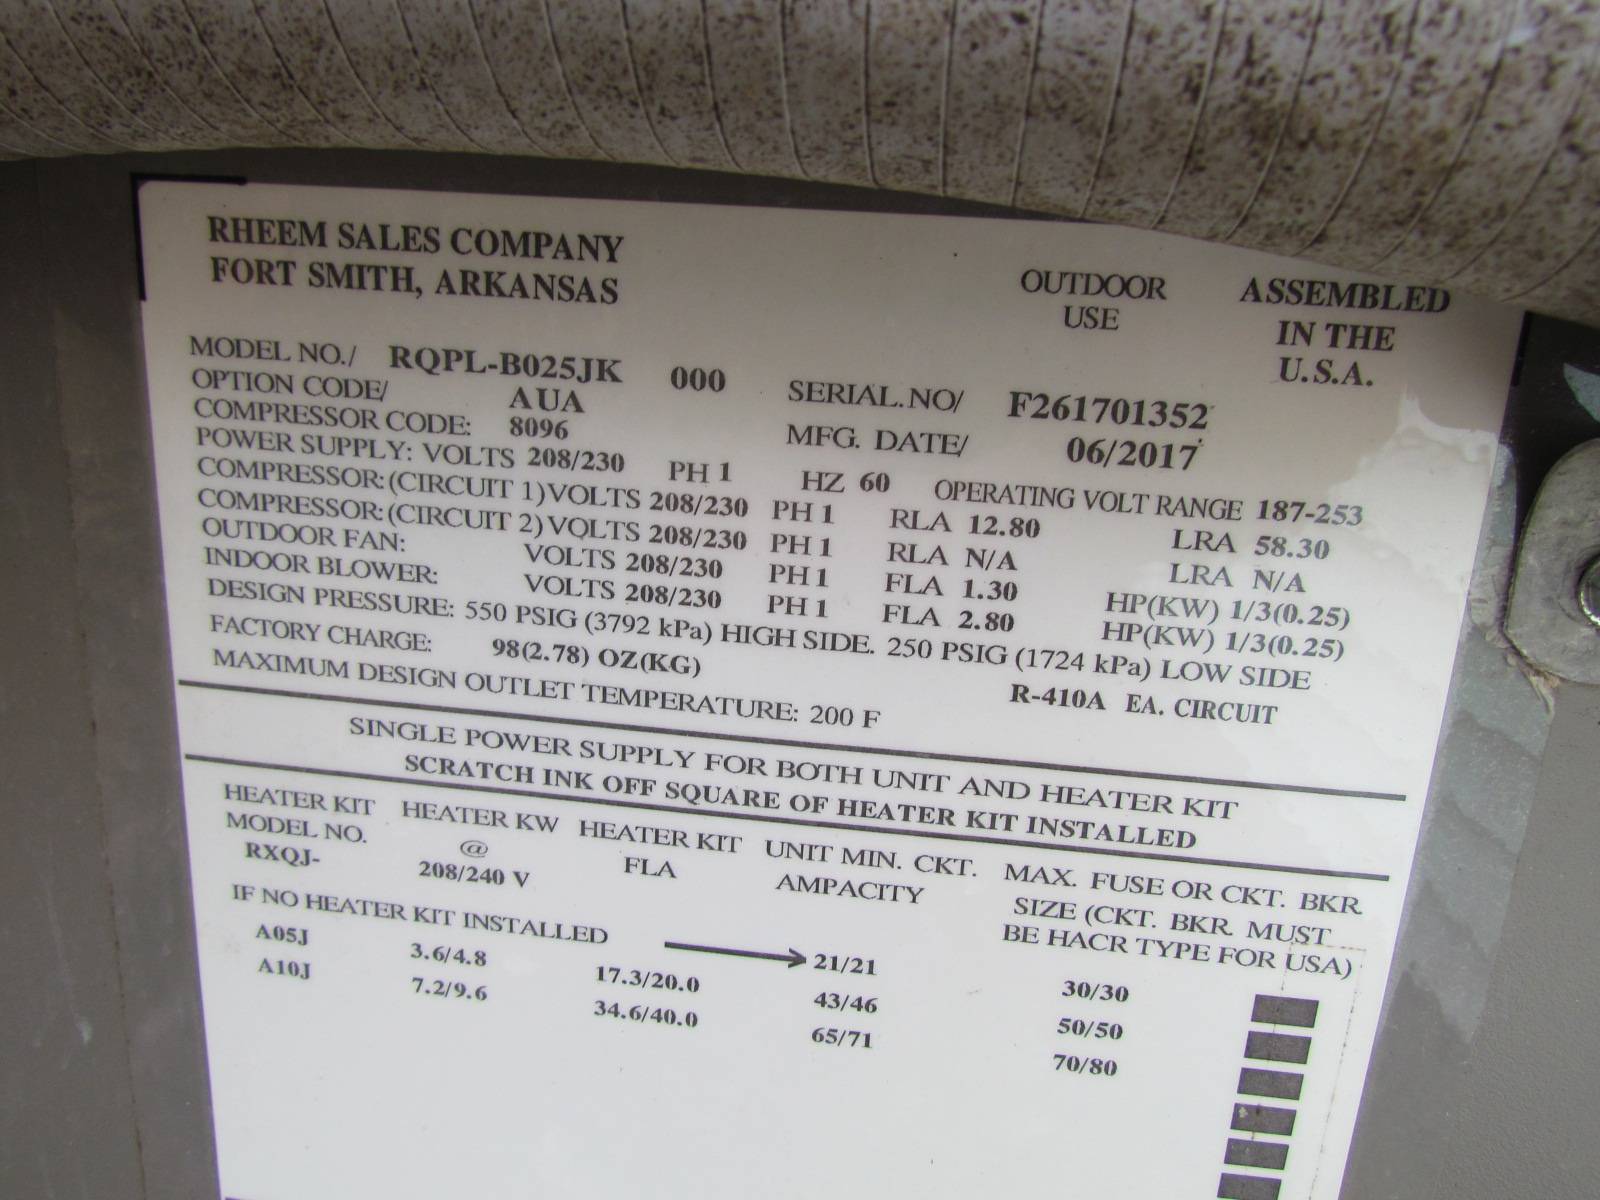 RHEEM SALES COMPANY
FORT SMITH, ARKANSAS
OUTDOOR
USE
ASSEMBLED
IN THE
U.S.A.
MODEL NO./ RQPL-B025JK 000 SERIAL.NO/ F261701352
OPTION CODE/ AUA MFG. DATE/ 06/2017
COMPRESSOR CODE: 8096
POWER SUPPLY: VOLTS 208/230 PH 1 HZ 60 OPERATING VOLT RANGE 187-253
COMPRESSOR: (CIRCUIT 1) VOLTS 208/230 PH 1 RLA 12.80 LRA 58.30
COMPRESSOR: (CIRCUIT 2) VOLTS 208/230 PH 1 RLA N/A LRA N/A
OUTDOOR FAN: VOLTS 208/230 PH 1 FLA 1.30 HP(KW) 1/3(0.25)
INDOOR BLOWER: VOLTS 208/230 PH 1 FLA 2.80 HP(KW) 1/3(0.25)
DESIGN PRESSURE: 550 PSIG (3792 kPa) HIGH SIDE. 250 PSIG (1724 kPa) LOW SIDE
FACTORY CHARGE: 98(2.78) OZ(KG) R-410A EA. CIRCUIT
MAXIMUM DESIGN OUTLET TEMPERATURE: 200 F
SINGLE POWER SUPPLY FOR BOTH UNIT AND HEATER KIT
SCRATCH INK OFF SQUARE OF HEATER KIT INSTALLED
HEATER KIT HEATER KW HEATER KIT UNIT MIN. CKT. MAX. FUSE OR CKT. BKR
MODEL NO. @ FLA AMPACITY SIZE (CKT. BKR. MUST
RXQJ- 208/240 V BE HACR TYPE FOR USA)
IF NO HEATER KIT INSTALLED 21/21 30/30
A05J 3.6/4.8 17.3/20.0 43/46 50/50
A10J 7.2/9.6 34.6/40.0 65/71 70/80